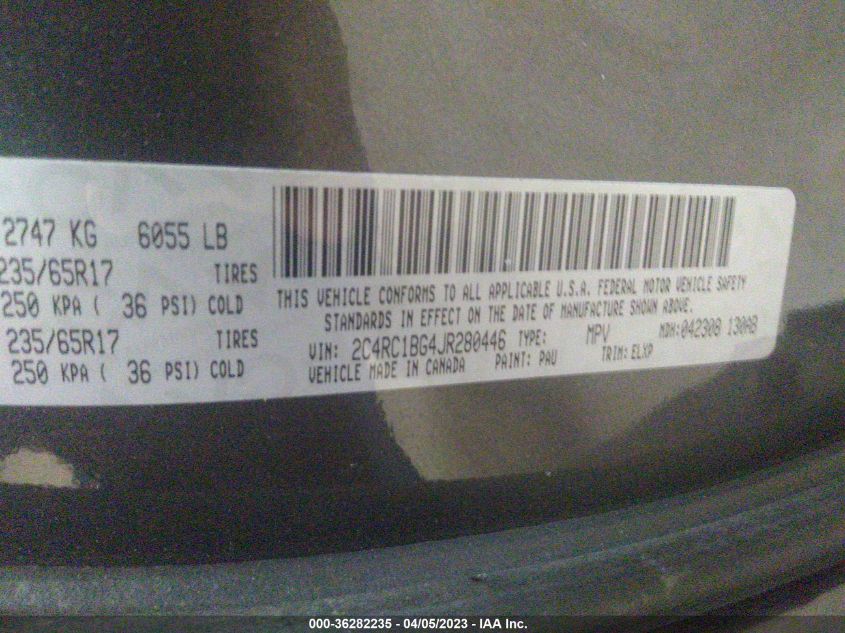 2747 KG 6055 LB
235/65R17 TIRES
250 KPA ( 36 PSI) COLD
235/65R17 TIRES
250 KPA ( 36 PSI) COLD
THIS VEHICLE CONFORMS TO ALL APPLICABLE U.S.A. FEDERAL MOTOR VEHICLE SAFETY
STANDARDS IN EFFECT ON THE DATE OF MANUFACTURE SHOWN ABOVE.
VIN: 2C4RC1BG4JR280446 TYPE: MPV MDH:042308 130AB
VEHICLE MADE IN CANADA PAINT: PAU TRIM: ELXP
000-36282235 - 04/05/2023 - IAA Inc.